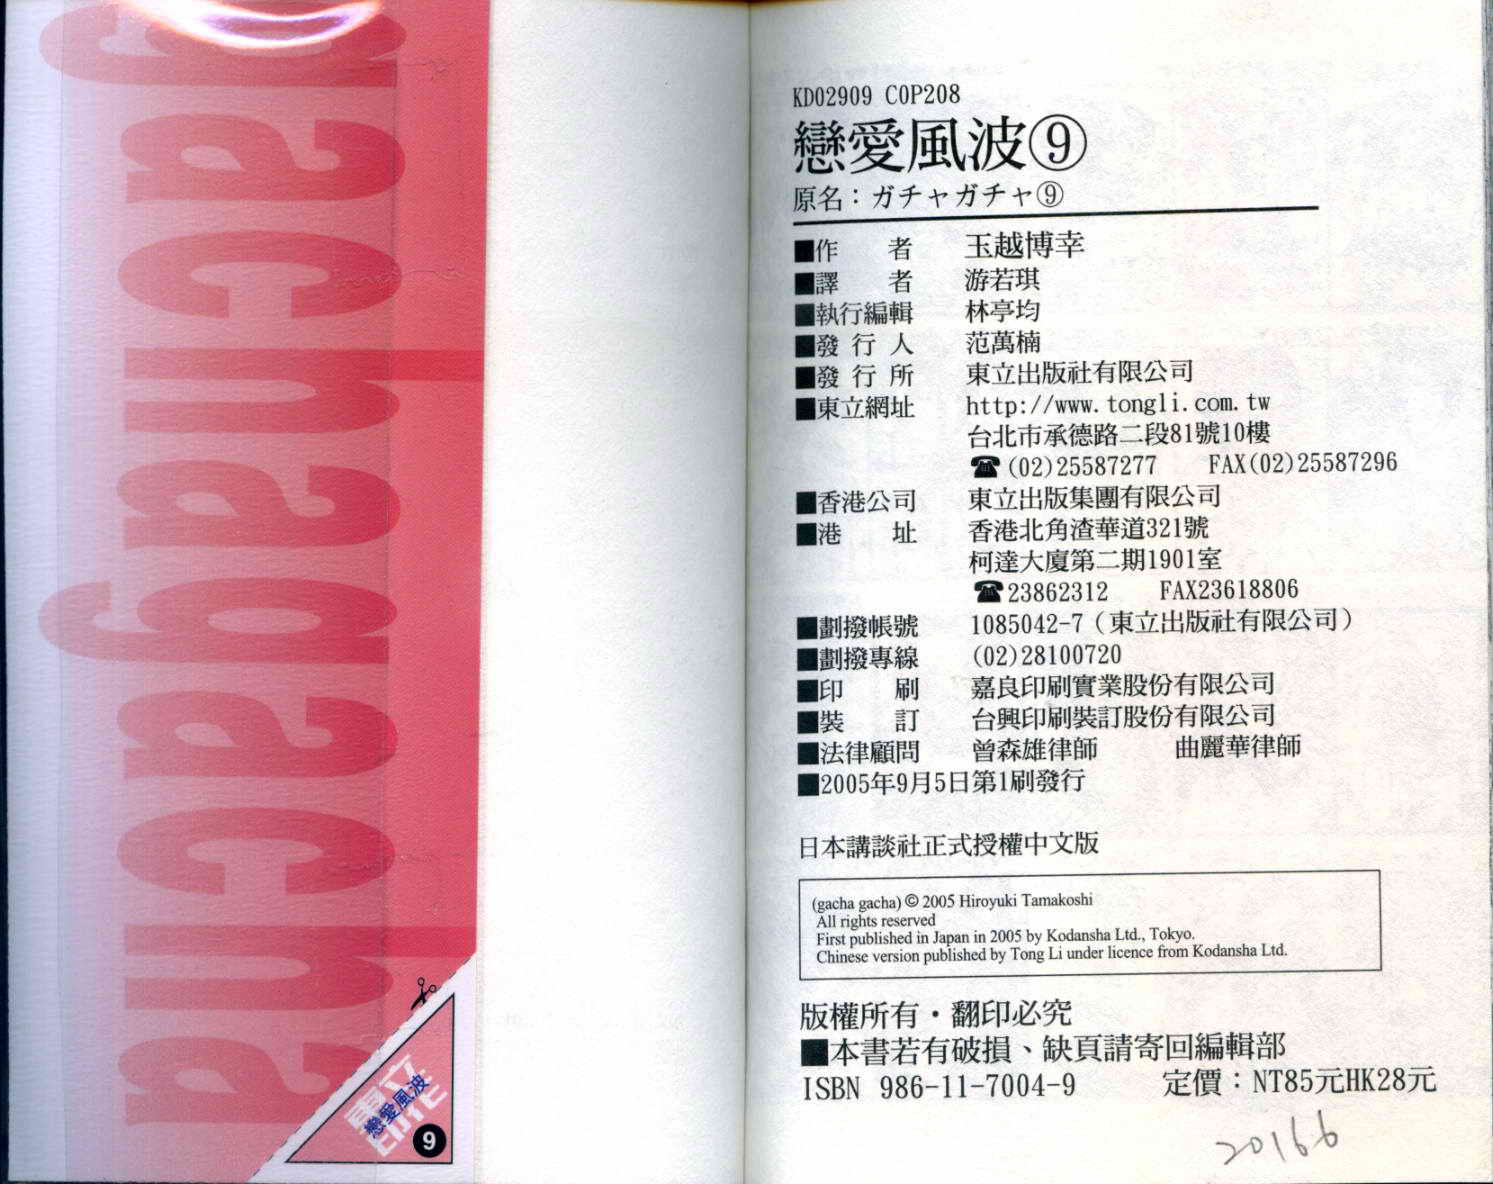 gachagacha
東立
印花
戀愛風波
9
KD02909 COP208
戀愛風波⑨
原名：ガチャガチャ⑨
■作者 玉越博幸
■譯者 游若琪
■執行編輯 林亭均
■發行人 范萬楠
■發行所 東立出版社有限公司
■東立網址 http://www.tongli.com.tw
台北市承德路二段81號10樓
☎(02)25587277 FAX(02)25587296
■香港公司 東立出版集團有限公司
■港址 香港北角渣華道321號
柯達大廈第二期1901室
☎23862312 FAX23618806
■劃撥帳號 1085042-7（東立出版社有限公司）
■劃撥專線 (02)28100720
■印刷 嘉良印刷實業股份有限公司
■裝訂 台興印刷裝訂股份有限公司
■法律顧問 曾森雄律師 曲麗華律師
■2005年9月5日第1刷發行
日本講談社正式授權中文版
(gacha gacha) © 2005 Hiroyuki Tamakoshi
All rights reserved
First published in Japan in 2005 by Kodansha Ltd., Tokyo.
Chinese version published by Tong Li under licence from Kodansha Ltd.
版權所有・翻印必究
■本書若有破損、缺頁請寄回編輯部
ISBN 986-11-7004-9 定價：NT85元HK28元
20166